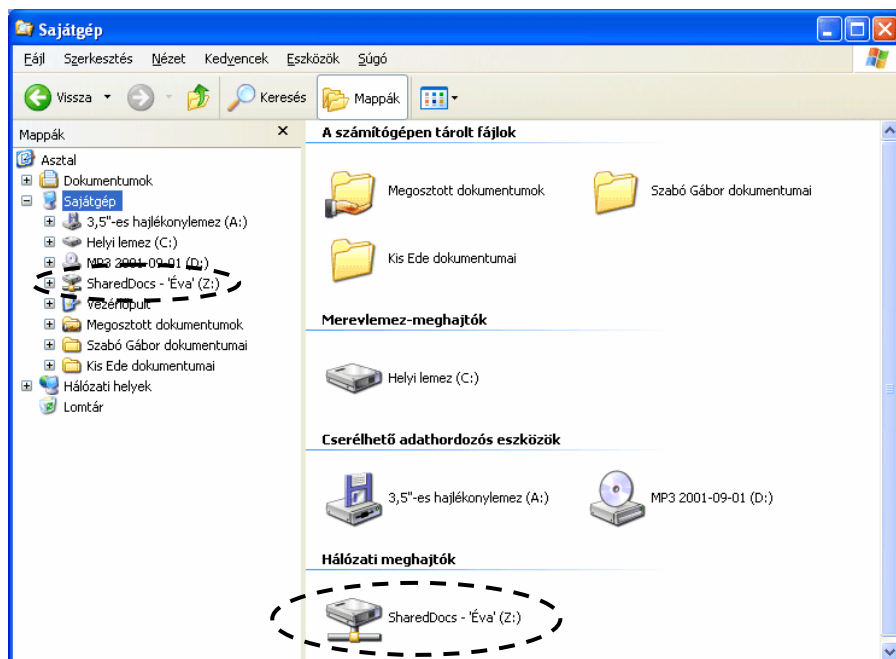 Sajátgép
Fájl Szerkesztés Nézet Kedvencek Eszközök Súgó
Vissza Keresés Mappák
Mappák
Asztal
Dokumentumok
Sajátgép
3,5"-es hajlékonylemez (A:)
Helyi lemez (C:)
MP3 2001-09-01 (D:)
SharedDocs - 'Éva' (Z:)
Vezérlőpult
Megosztott dokumentumok
Szabó Gábor dokumentumai
Kis Ede dokumentumai
Hálózati helyek
Lomtár
A számítógépen tárolt fájlok
Megosztott dokumentumok Szabó Gábor dokumentumai
Kis Ede dokumentumai
Merevlemez-meghajtók
Helyi lemez (C:)
Cserélhető adathordozós eszközök
3,5"-es hajlékonylemez (A:) MP3 2001-09-01 (D:)
Hálózati meghajtók
SharedDocs - 'Éva' (Z:)